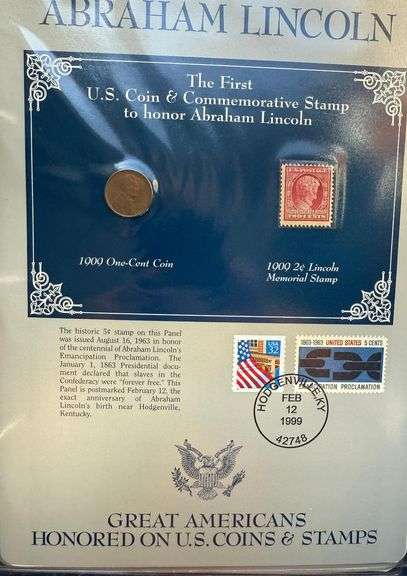 ABRAHAM LINCOLN
The First
U.S. Coin & Commemorative Stamp
to honor Abraham Lincoln
1909 One-Cent Coin
1909 2¢ Lincoln
Memorial Stamp
TWO CENTS
The historic 5¢ stamp on this Panel
was issued August 16, 1963 in honor
of the centennial of Abraham Lincoln's
Emancipation Proclamation. The
January 1, 1863 Presidential docu-
ment declared that slaves in the
Confederacy were "forever free." This
Panel is postmarked February 12, the
exact anniversary of Abraham
Lincoln's birth near Hodgenville,
Kentucky.
USA
32
1863-1963 UNITED STATES 5 CENTS
EMANCIPATION PROCLAMATION
HODGENVILLE, KY
FEB
12
1999
42748
GREAT AMERICANS
HONORED ON U.S. COINS & STAMPS